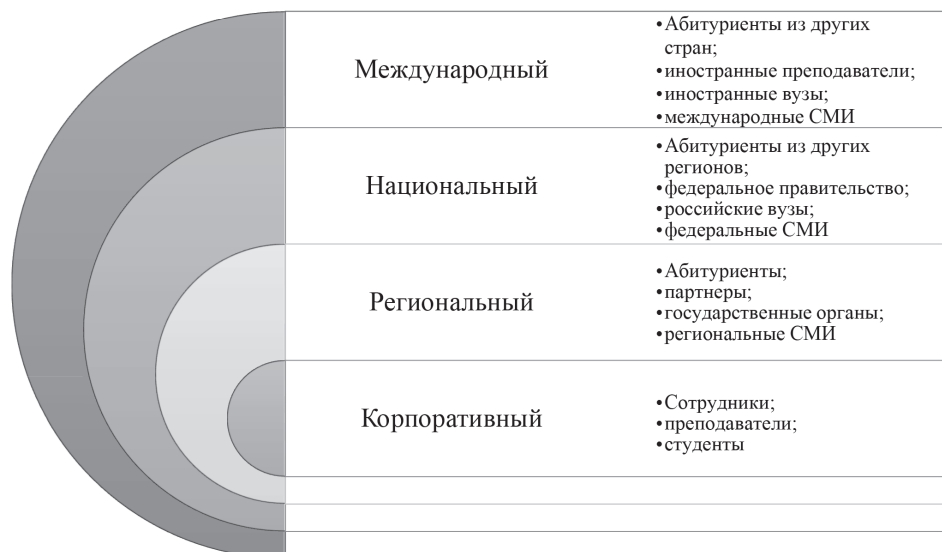 Международный
•Абитуриенты из других
стран;
•иностранные преподаватели;
•иностранные вузы;
•международные СМИ
Национальный
•Абитуриенты из других
регионов;
•федеральное правительство;
•российские вузы;
•федеральные СМИ
Региональный
•Абитуриенты;
•партнеры;
•государственные органы;
•региональные СМИ
Корпоративный
•Сотрудники;
•преподаватели;
•студенты